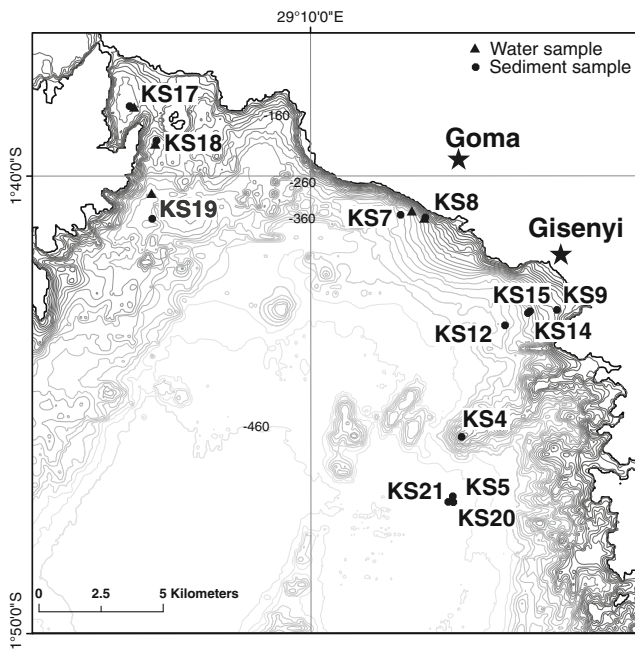 29°10'0"E
▲ Water sample
● Sediment sample
KS17
-160
Goma
KS18
1°40'0"S
-260
KS19
-360
KS7
KS8
Gisenyi
KS15
KS9
KS12
KS14
KS4
-460
KS21
KS5
KS20
0 2.5 5 Kilometers
1°50'0"S